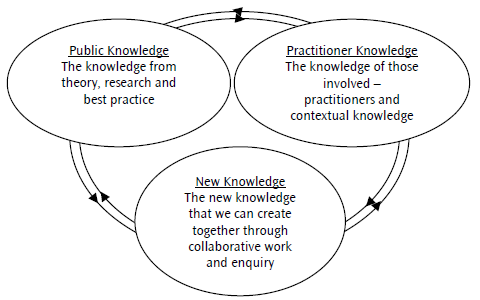 Public Knowledge
The knowledge from
theory, research and
best practice
Practitioner Knowledge
The knowledge of those
involved –
practitioners and
contextual knowledge
New Knowledge
The new knowledge
that we can create
together through
collaborative work
and enquiry